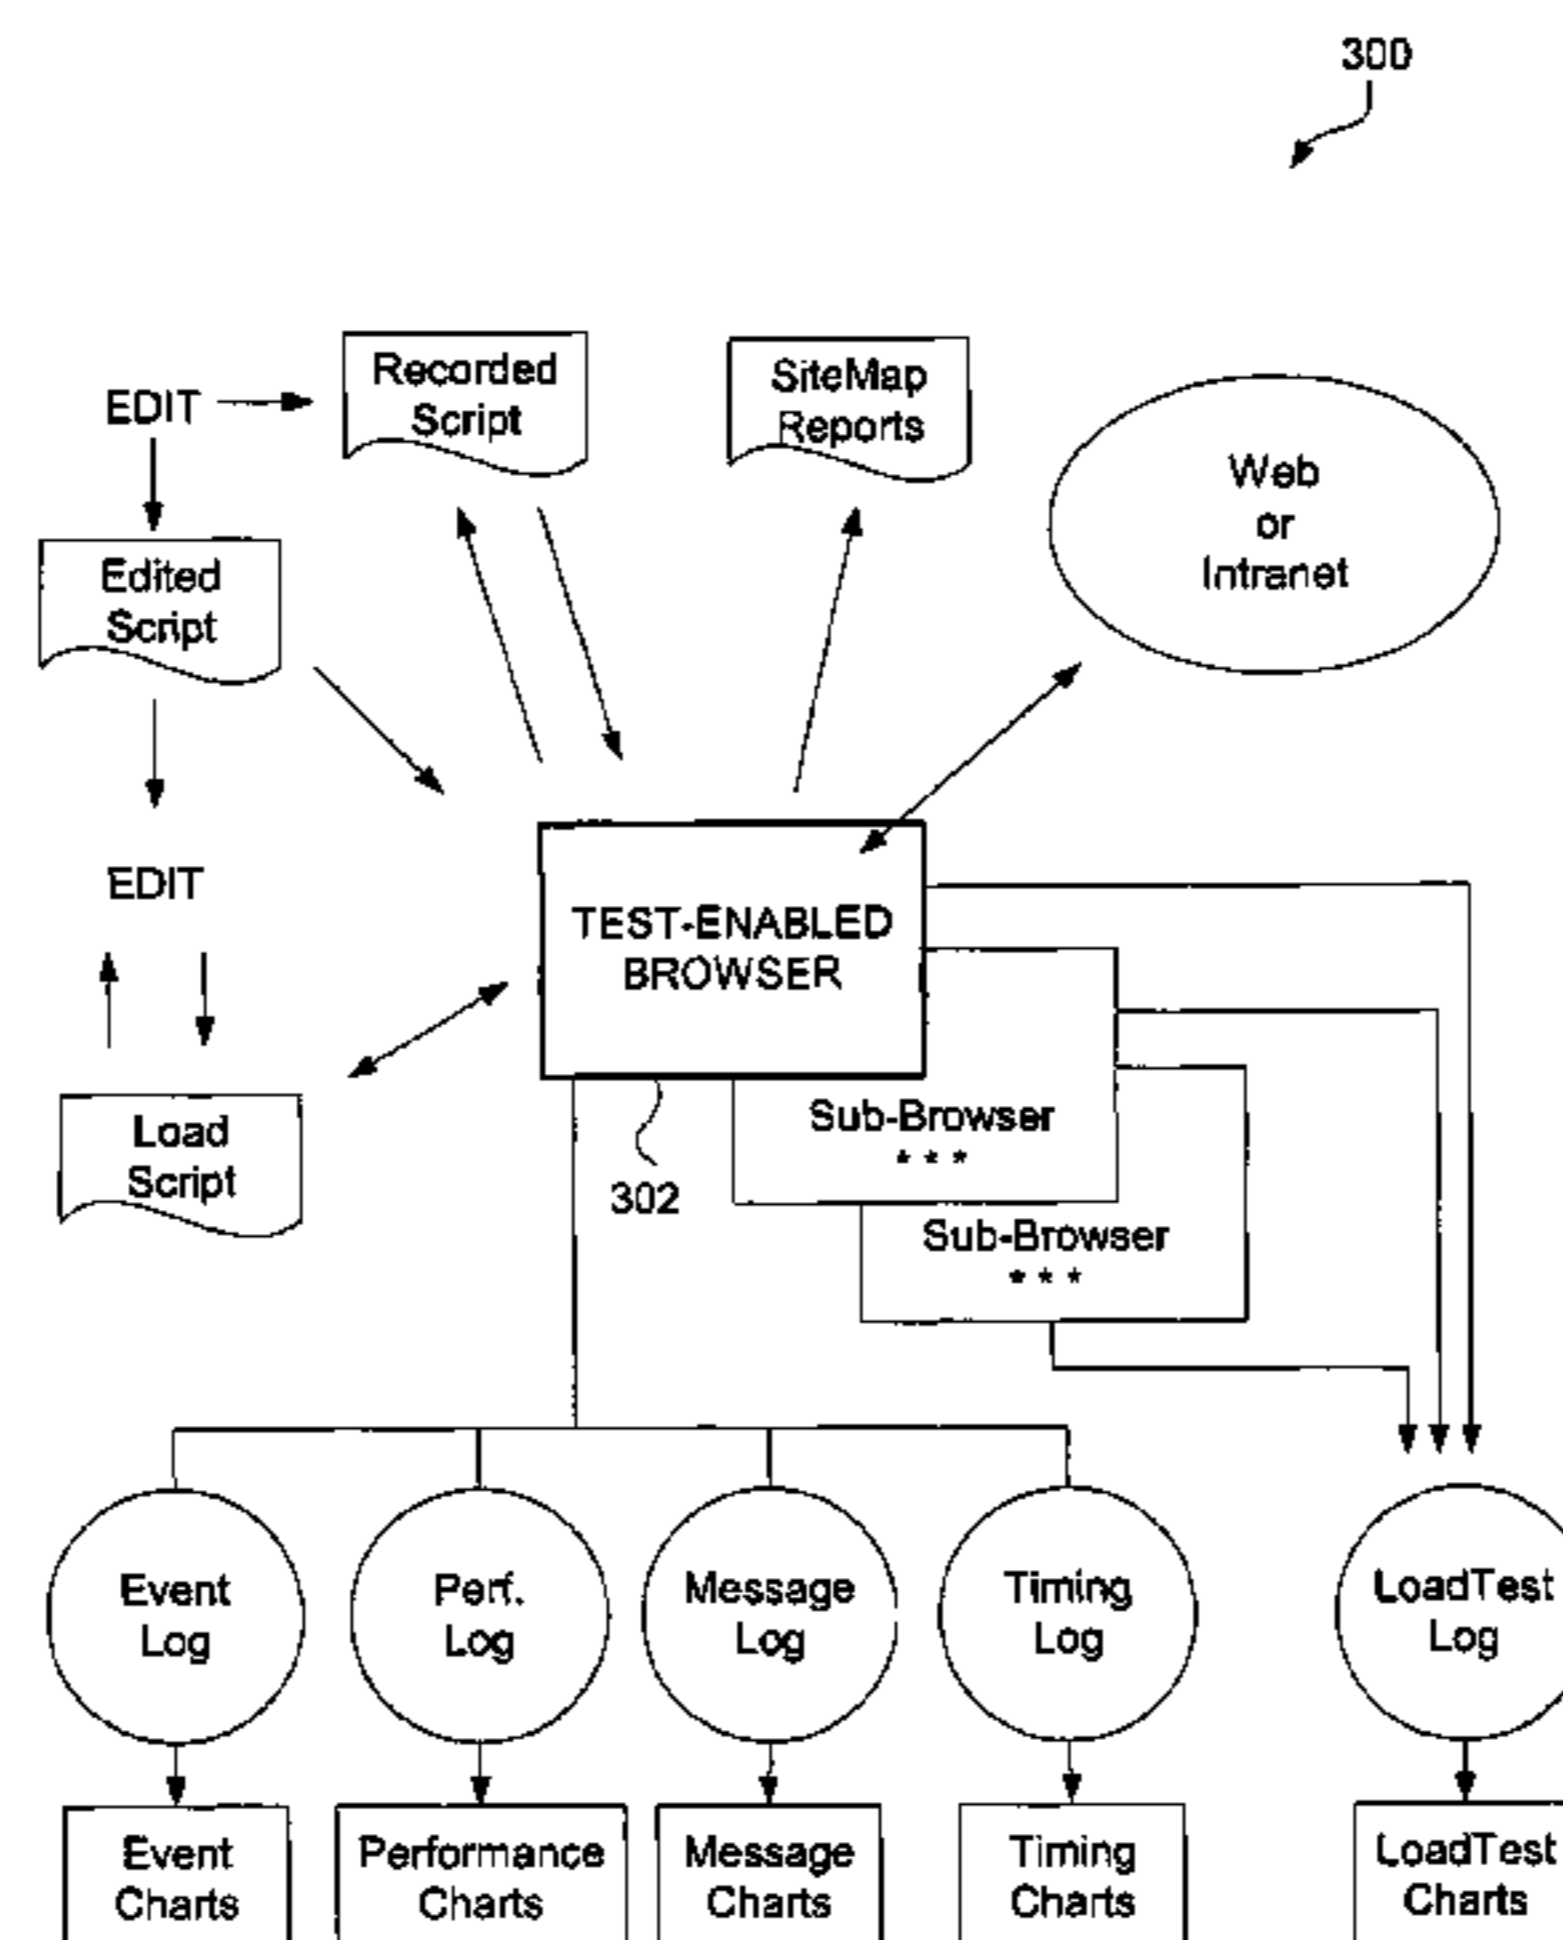 300
Recorded
Script
SiteMap
Reports
EDIT
Web
or
Intranet
Edited
Script
EDIT
TEST-ENABLED
BROWSER
Load
Script
Sub-Browser
* * *
302
Sub-Browser
* * *
Event
Log
Perf.
Log
Message
Log
Timing
Log
LoadTest
Log
Event
Charts
Performance
Charts
Message
Charts
Timing
Charts
LoadTest
Charts